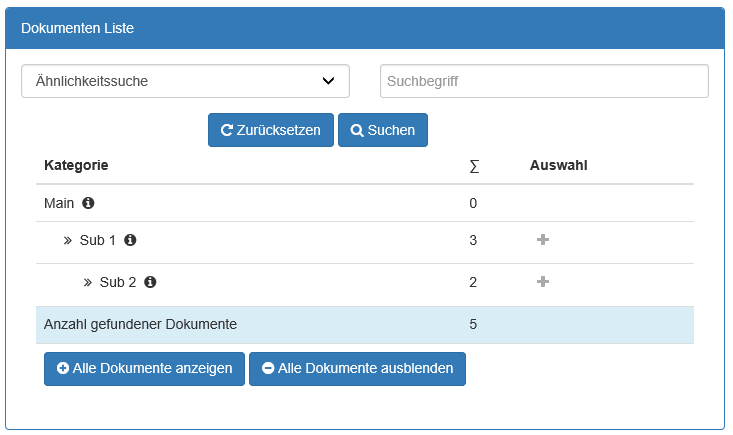 Dokumenten Liste
Ähnlichkeitssuche Suchbegriff
Zurücksetzen Suchen
Kategorie ∑ Auswahl
Main 0
» Sub 1 3
» Sub 2 2
Anzahl gefundener Dokumente 5
Alle Dokumente anzeigen Alle Dokumente ausblenden